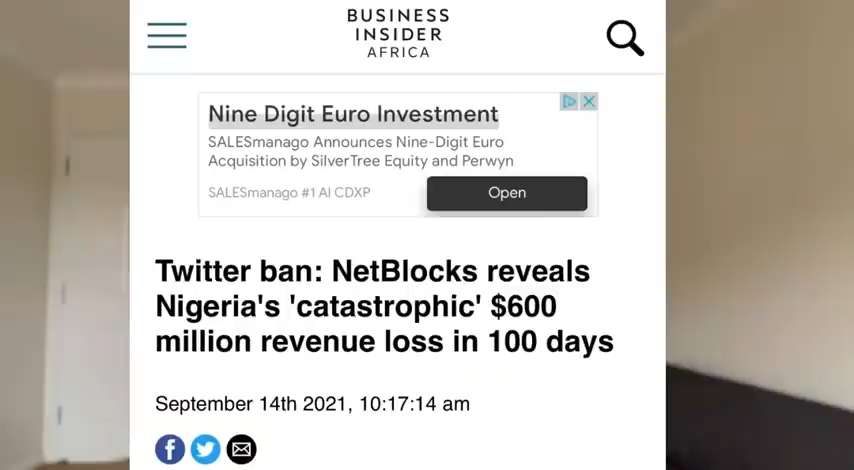 BUSINESS
INSIDER
AFRICA
Nine Digit Euro Investment
SALESmanago Announces Nine-Digit Euro
Acquisition by SilverTree Equity and Perwyn
SALESmanago #1 AI CDXP
Open
Twitter ban: NetBlocks reveals
Nigeria's 'catastrophic' $600
million revenue loss in 100 days
September 14th 2021, 10:17:14 am